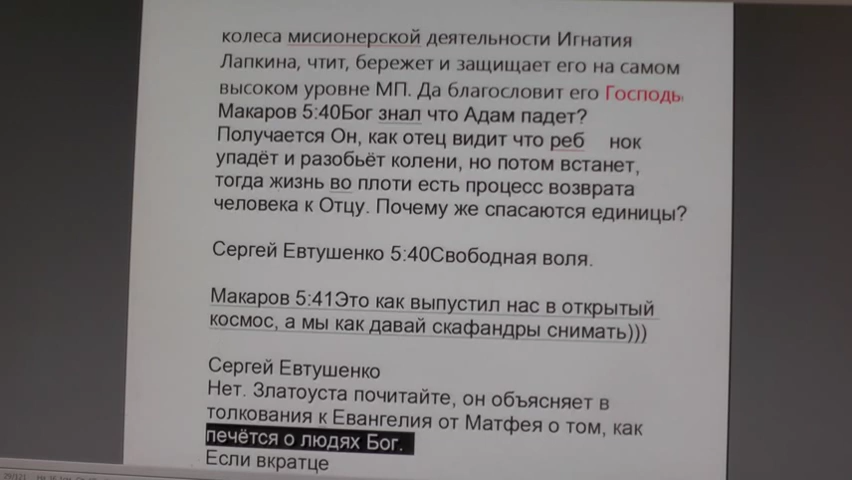 колеса мисионерской деятельности Игнатия
Лапкина, чтит, бережет и защищает его на самом
высоком уровне МП. Да благословит его Господь
Макаров 5:40Бог знал что Адам падет?
Получается Он, как отец видит что реб нок
упадёт и разобьёт колени, но потом встанет,
тогда жизнь во плоти есть процесс возврата
человека к Отцу. Почему же спасаются единицы?
Сергей Евтушенко 5:40Свободная воля.
Макаров 5:41Это как выпустил нас в открытый
космос, а мы как давай скафандры снимать)))
Сергей Евтушенко
Нет. Златоуста почитайте, он объясняет в
толкования к Евангелия от Матфея о том, как
печётся о людях Бог.
Если вкратце